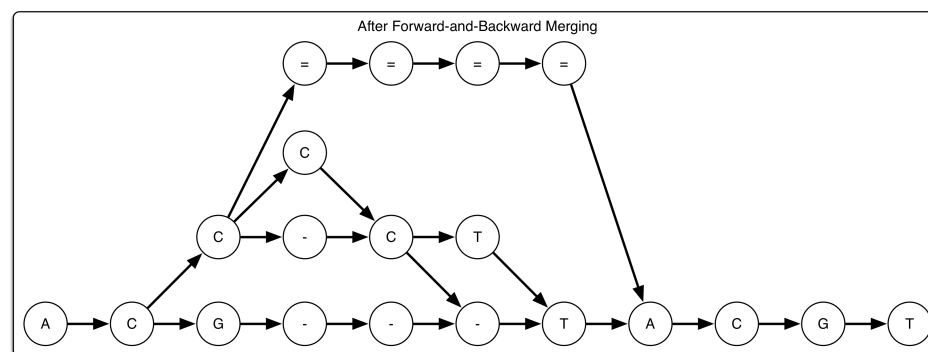 After Forward-and-Backward Merging
= = = =
C
C - C T
A C G - - - T A C G T